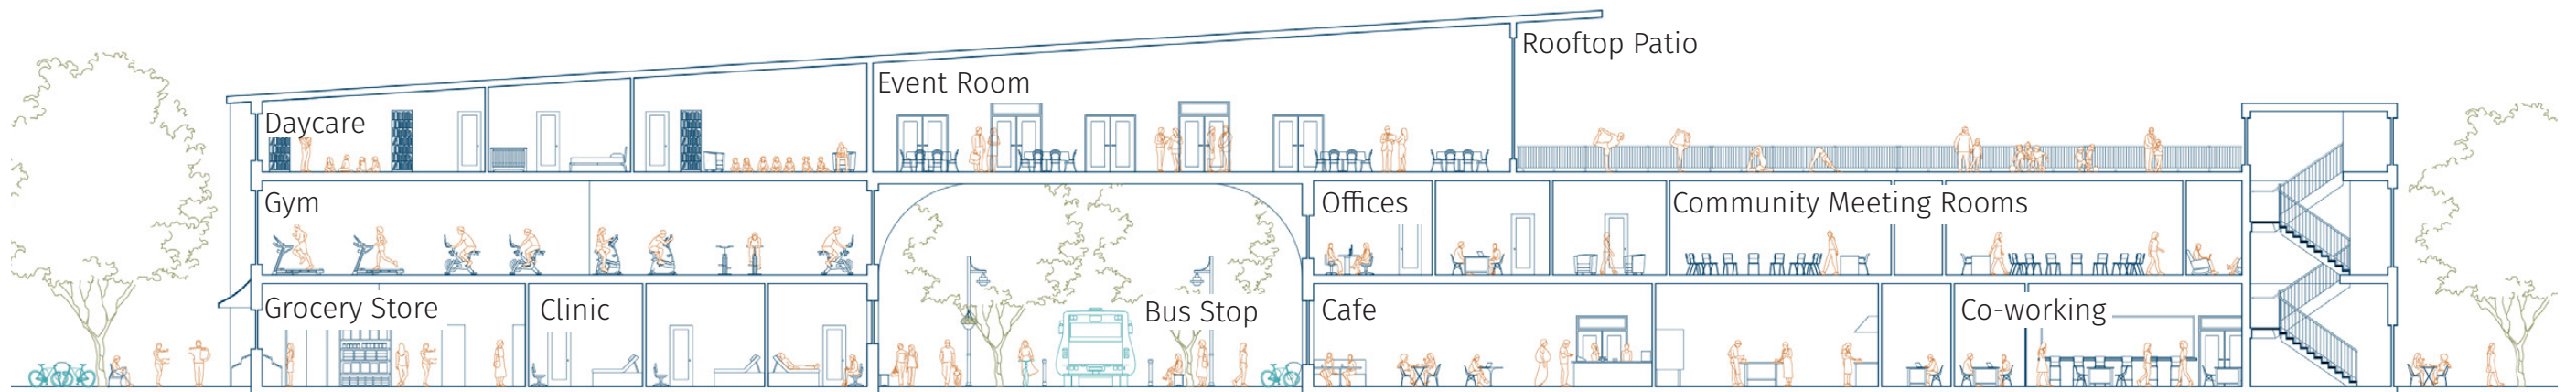 Rooftop Patio
Event Room
Daycare
Gym
Offices
Community Meeting Rooms
Grocery Store
Clinic
Bus Stop
Cafe
Co-working